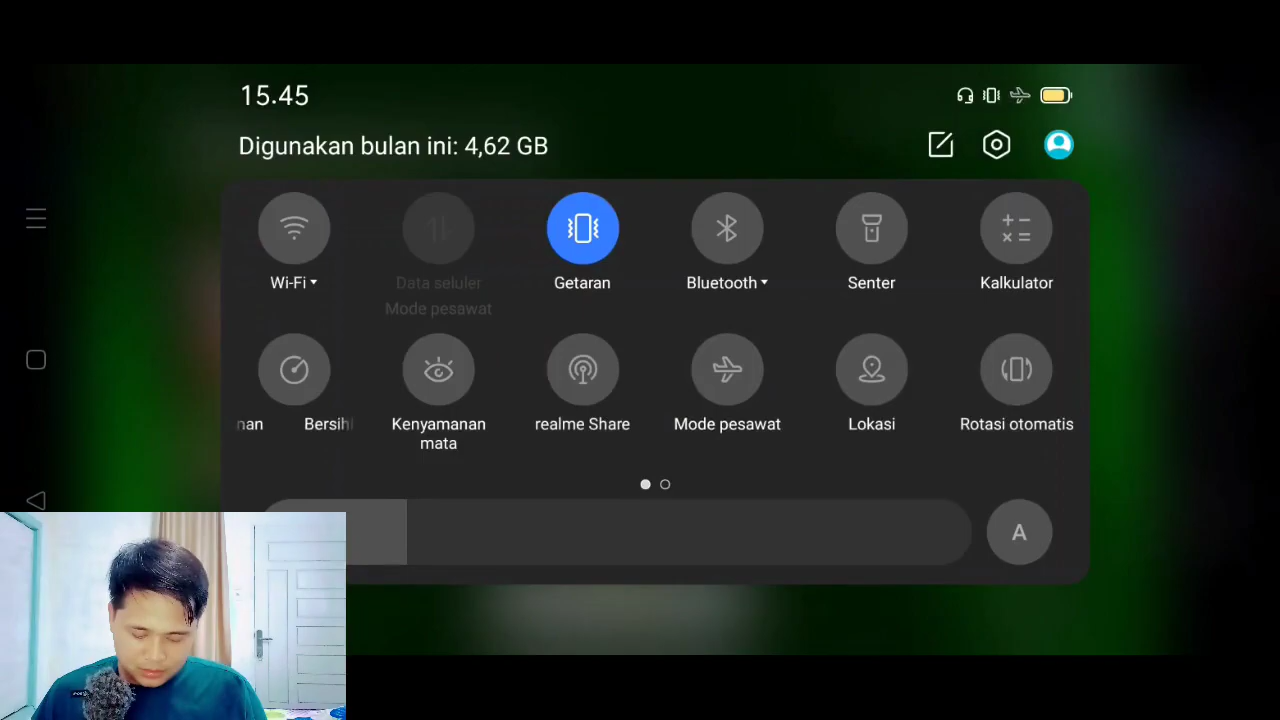 15.45
Digunakan bulan ini: 4,62 GB
Wi-Fi
Data seluler
Mode pesawat
Getaran
Bluetooth
Senter
Kalkulator
nan Bersih
Kenyamanan
mata
realme Share
Mode pesawat
Lokasi
Rotasi otomatis
A